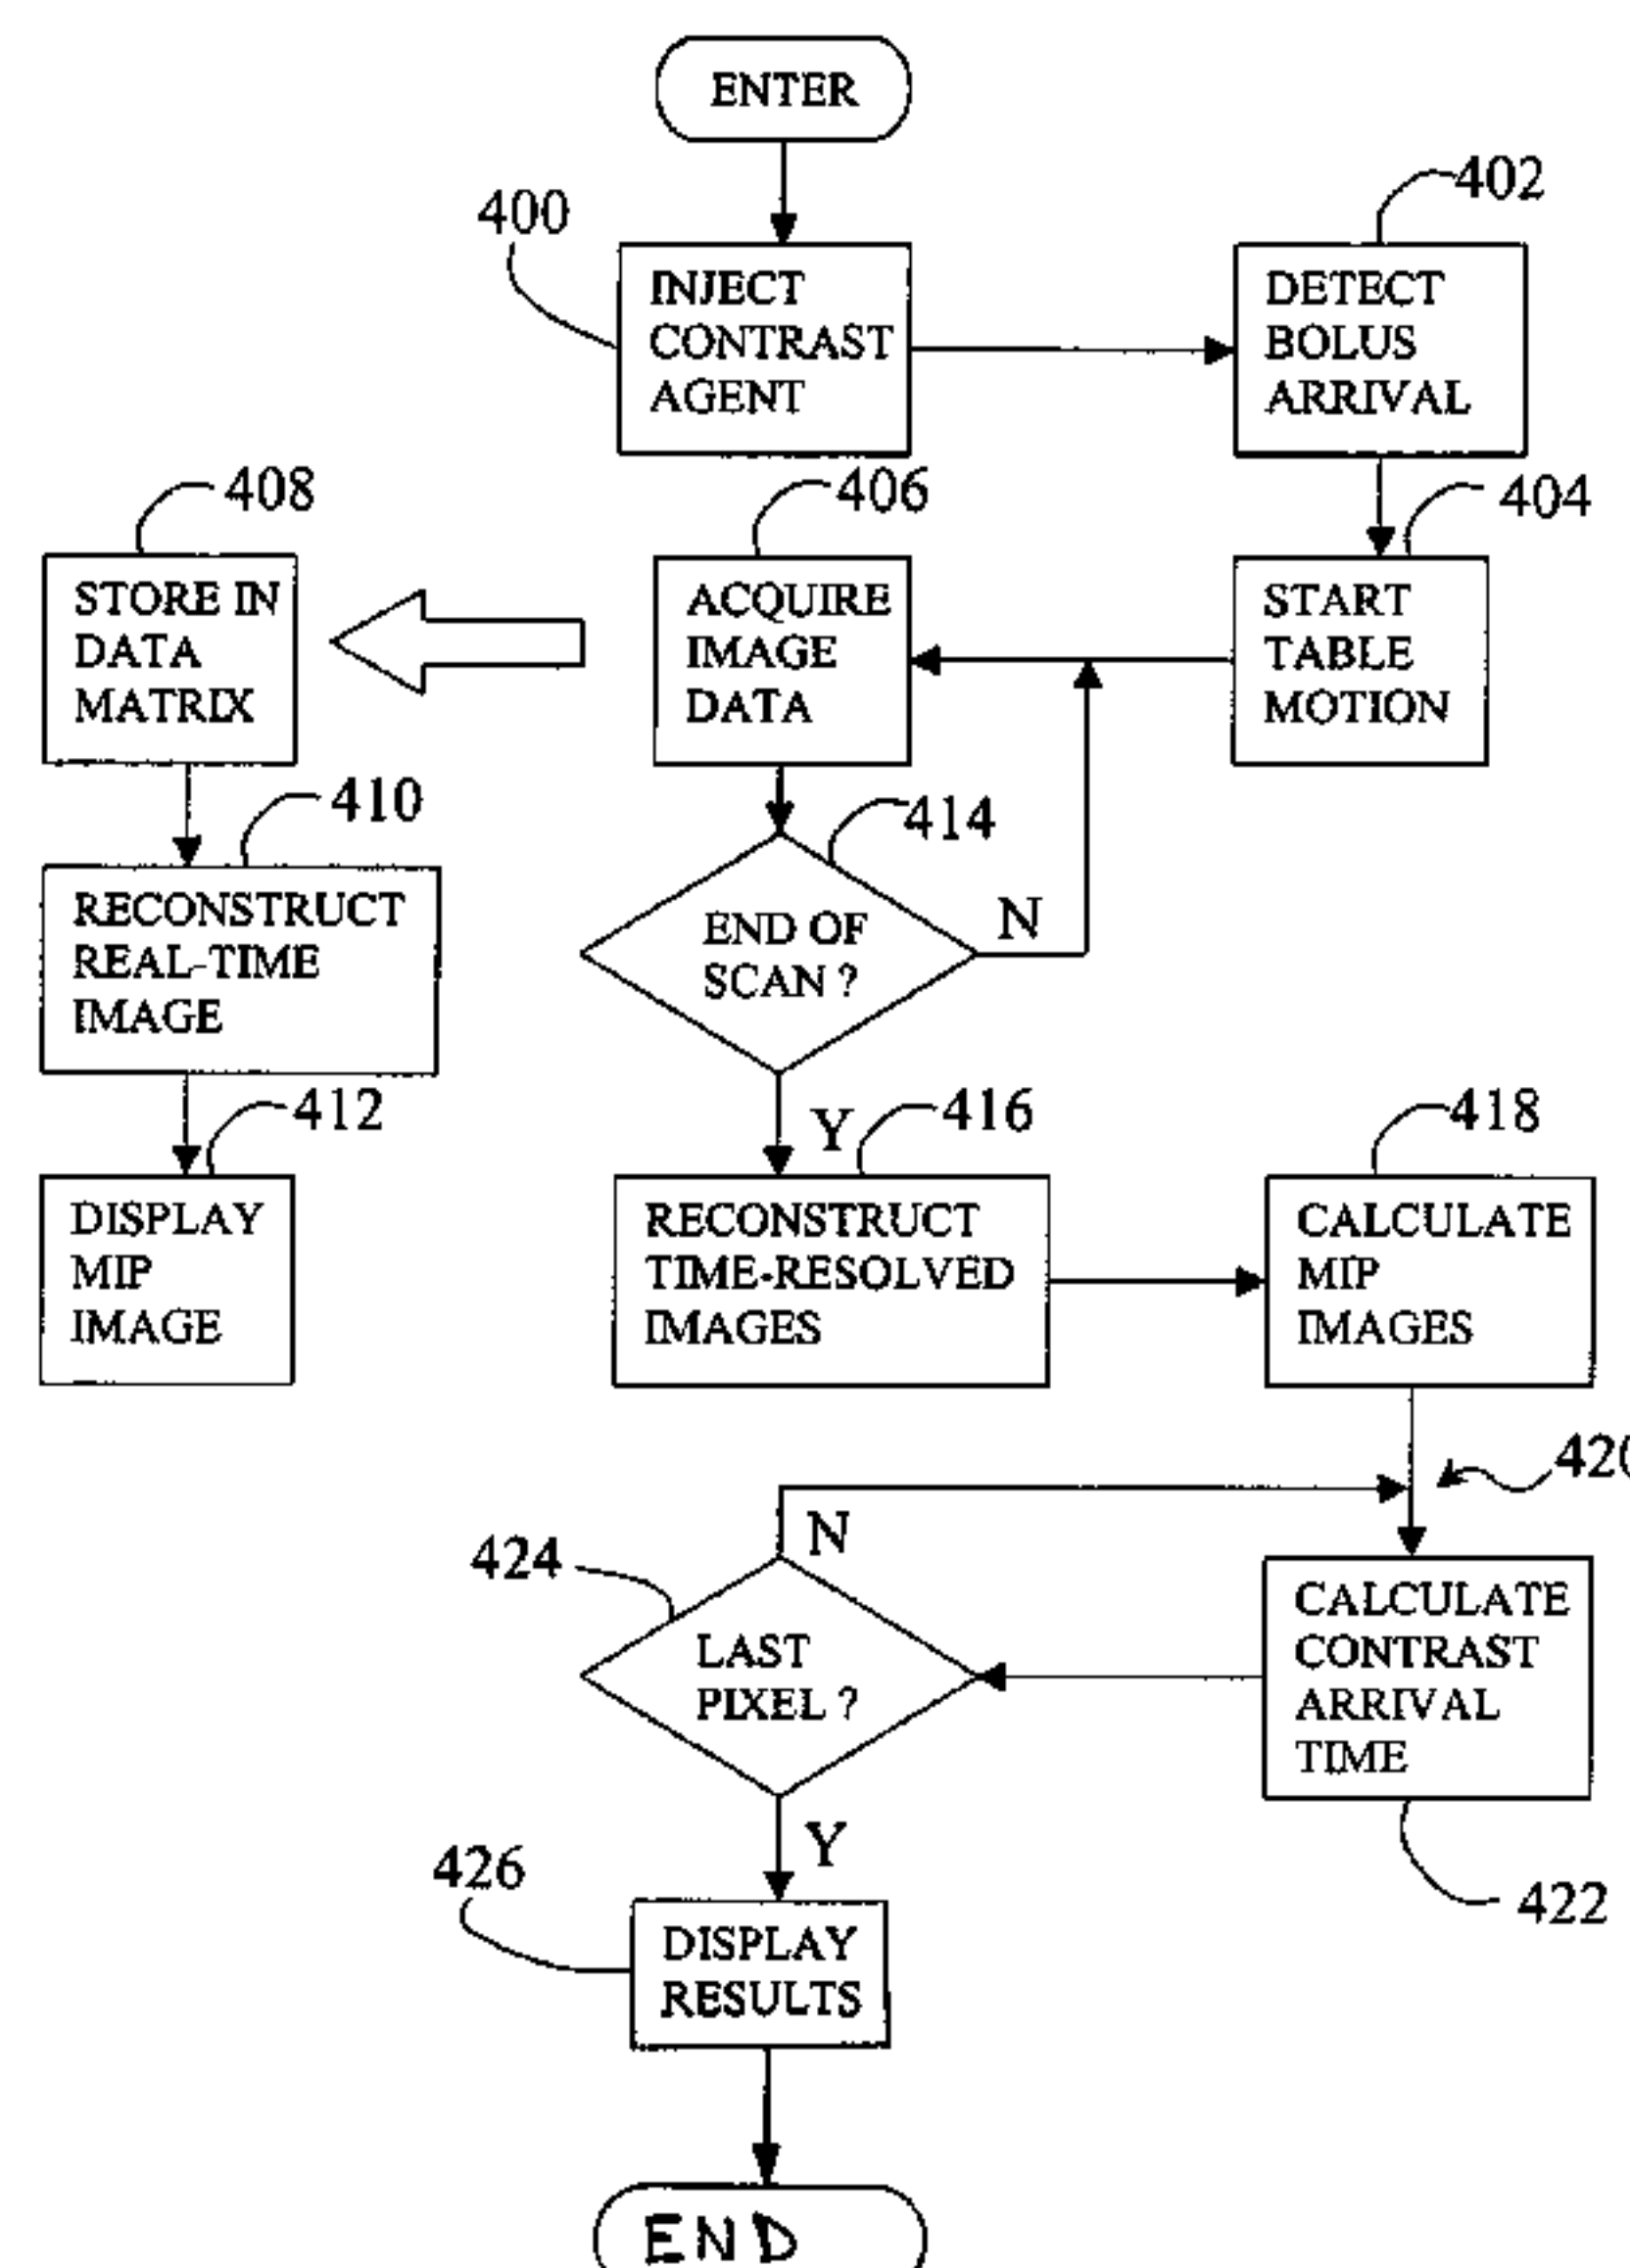 ENTER
400
402
INJECT
CONTRAST
AGENT
DETECT
BOLUS
ARRIVAL
408
406
404
STORE IN
DATA
MATRIX
ACQUIRE
IMAGE
DATA
START
TABLE
MOTION
410
414
RECONSTRUCT
REAL-TIME
IMAGE
END OF
SCAN ?
N
412
Y
416
418
DISPLAY
MIP
IMAGE
RECONSTRUCT
TIME-RESOLVED
IMAGES
CALCULATE
MIP
IMAGES
420
N
424
LAST
PIXEL ?
CALCULATE
CONTRAST
ARRIVAL
TIME
Y
426
422
DISPLAY
RESULTS
END